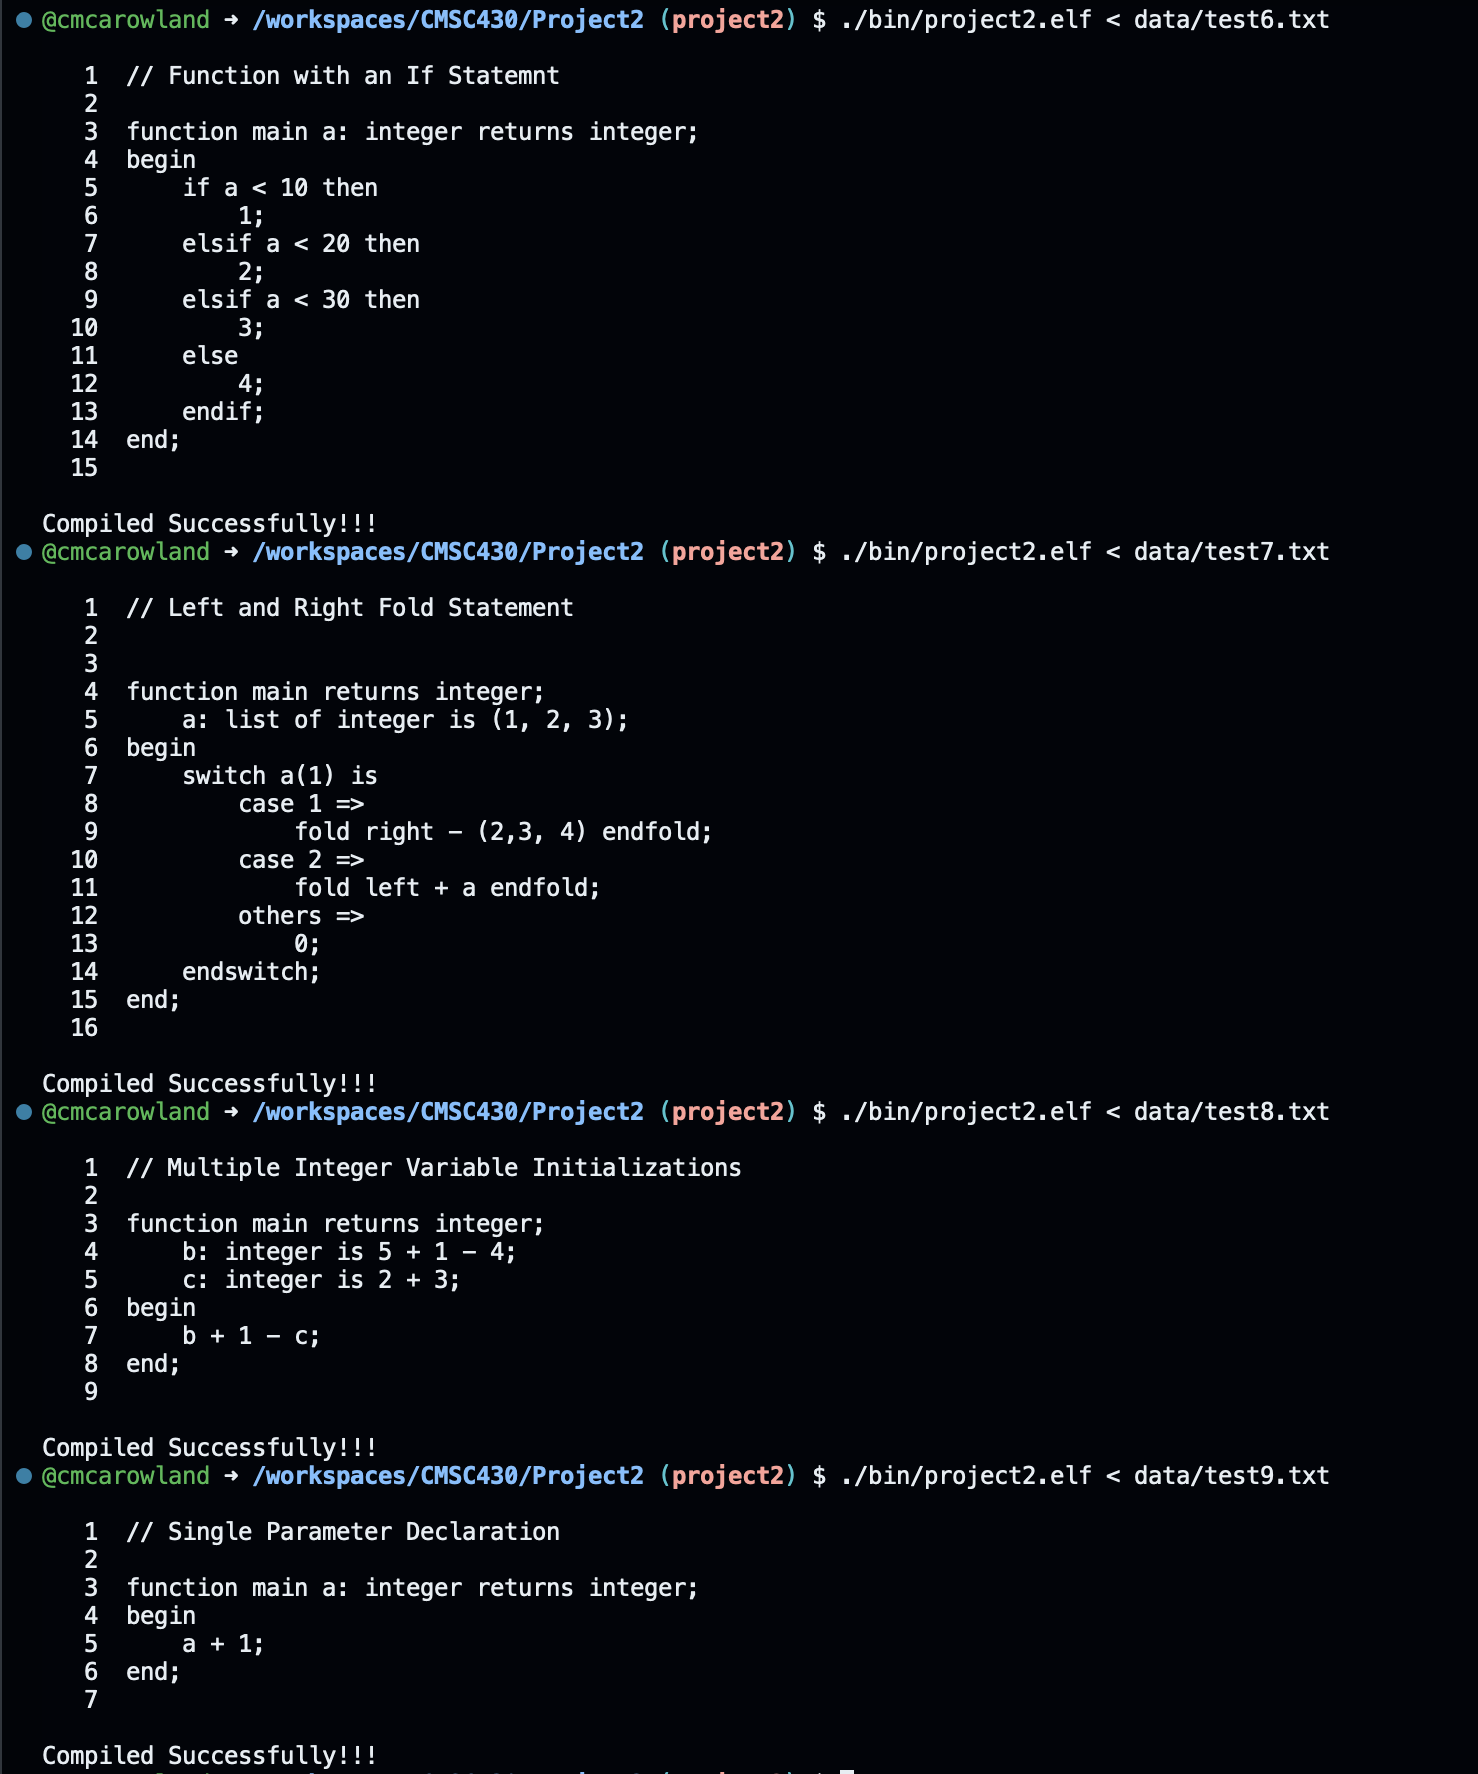 @cmcarowland ➜ /workspaces/CMSC430/Project2 (project2) $ ./bin/project2.elf < data/test6.txt
1 // Function with an If Statemnt
2
3 function main a: integer returns integer;
4 begin
5 if a < 10 then
6 1;
7 elsif a < 20 then
8 2;
9 elsif a < 30 then
10 3;
11 else
12 4;
13 endif;
14 end;
15
Compiled Successfully!!!
@cmcarowland ➜ /workspaces/CMSC430/Project2 (project2) $ ./bin/project2.elf < data/test7.txt
1 // Left and Right Fold Statement
2
3
4 function main returns integer;
5 a: list of integer is (1, 2, 3);
6 begin
7 switch a(1) is
8 case 1 =>
9 fold right - (2,3, 4) endfold;
10 case 2 =>
11 fold left + a endfold;
12 others =>
13 0;
14 endswitch;
15 end;
16
Compiled Successfully!!!
@cmcarowland ➜ /workspaces/CMSC430/Project2 (project2) $ ./bin/project2.elf < data/test8.txt
1 // Multiple Integer Variable Initializations
2
3 function main returns integer;
4 b: integer is 5 + 1 - 4;
5 c: integer is 2 + 3;
6 begin
7 b + 1 - c;
8 end;
9
Compiled Successfully!!!
@cmcarowland ➜ /workspaces/CMSC430/Project2 (project2) $ ./bin/project2.elf < data/test9.txt
1 // Single Parameter Declaration
2
3 function main a: integer returns integer;
4 begin
5 a + 1;
6 end;
7
Compiled Successfully!!!